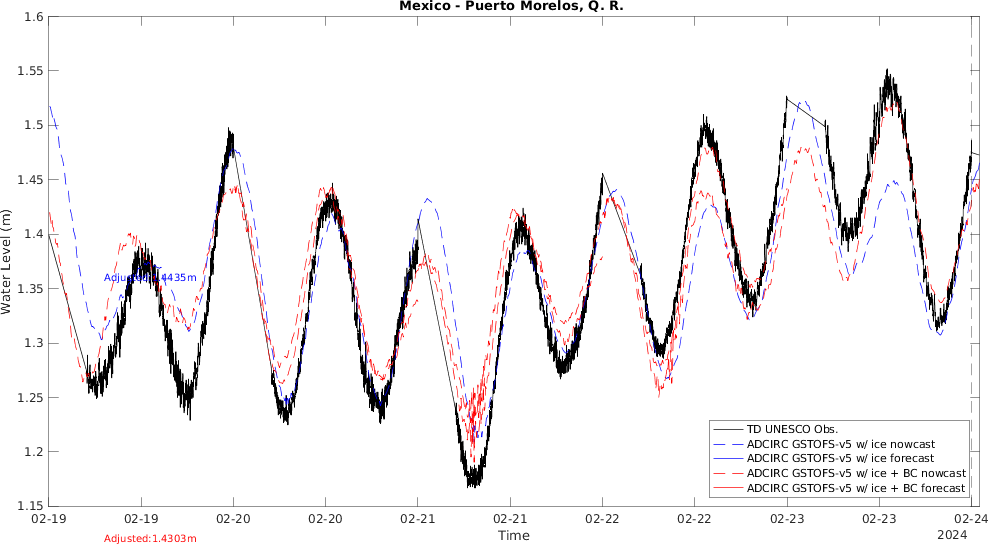 Mexico - Puerto Morelos, Q. R.
1.6
1.55
1.5
1.45
1.4
1.35
1.3
1.25
1.2
1.15
Water Level (m)
Adjusted: .4435m
TD UNESCO Obs.
ADCIRC GSTOFS-v5 w/ ice nowcast
ADCIRC GSTOFS-v5 w/ ice forecast
ADCIRC GSTOFS-v5 w/ ice + BC nowcast
ADCIRC GSTOFS-v5 w/ ice + BC forecast
02-19 02-19 02-20 02-20 02-21 02-21 02-22 02-22 02-23 02-23 02-24
Time
2024
Adjusted:1.4303m